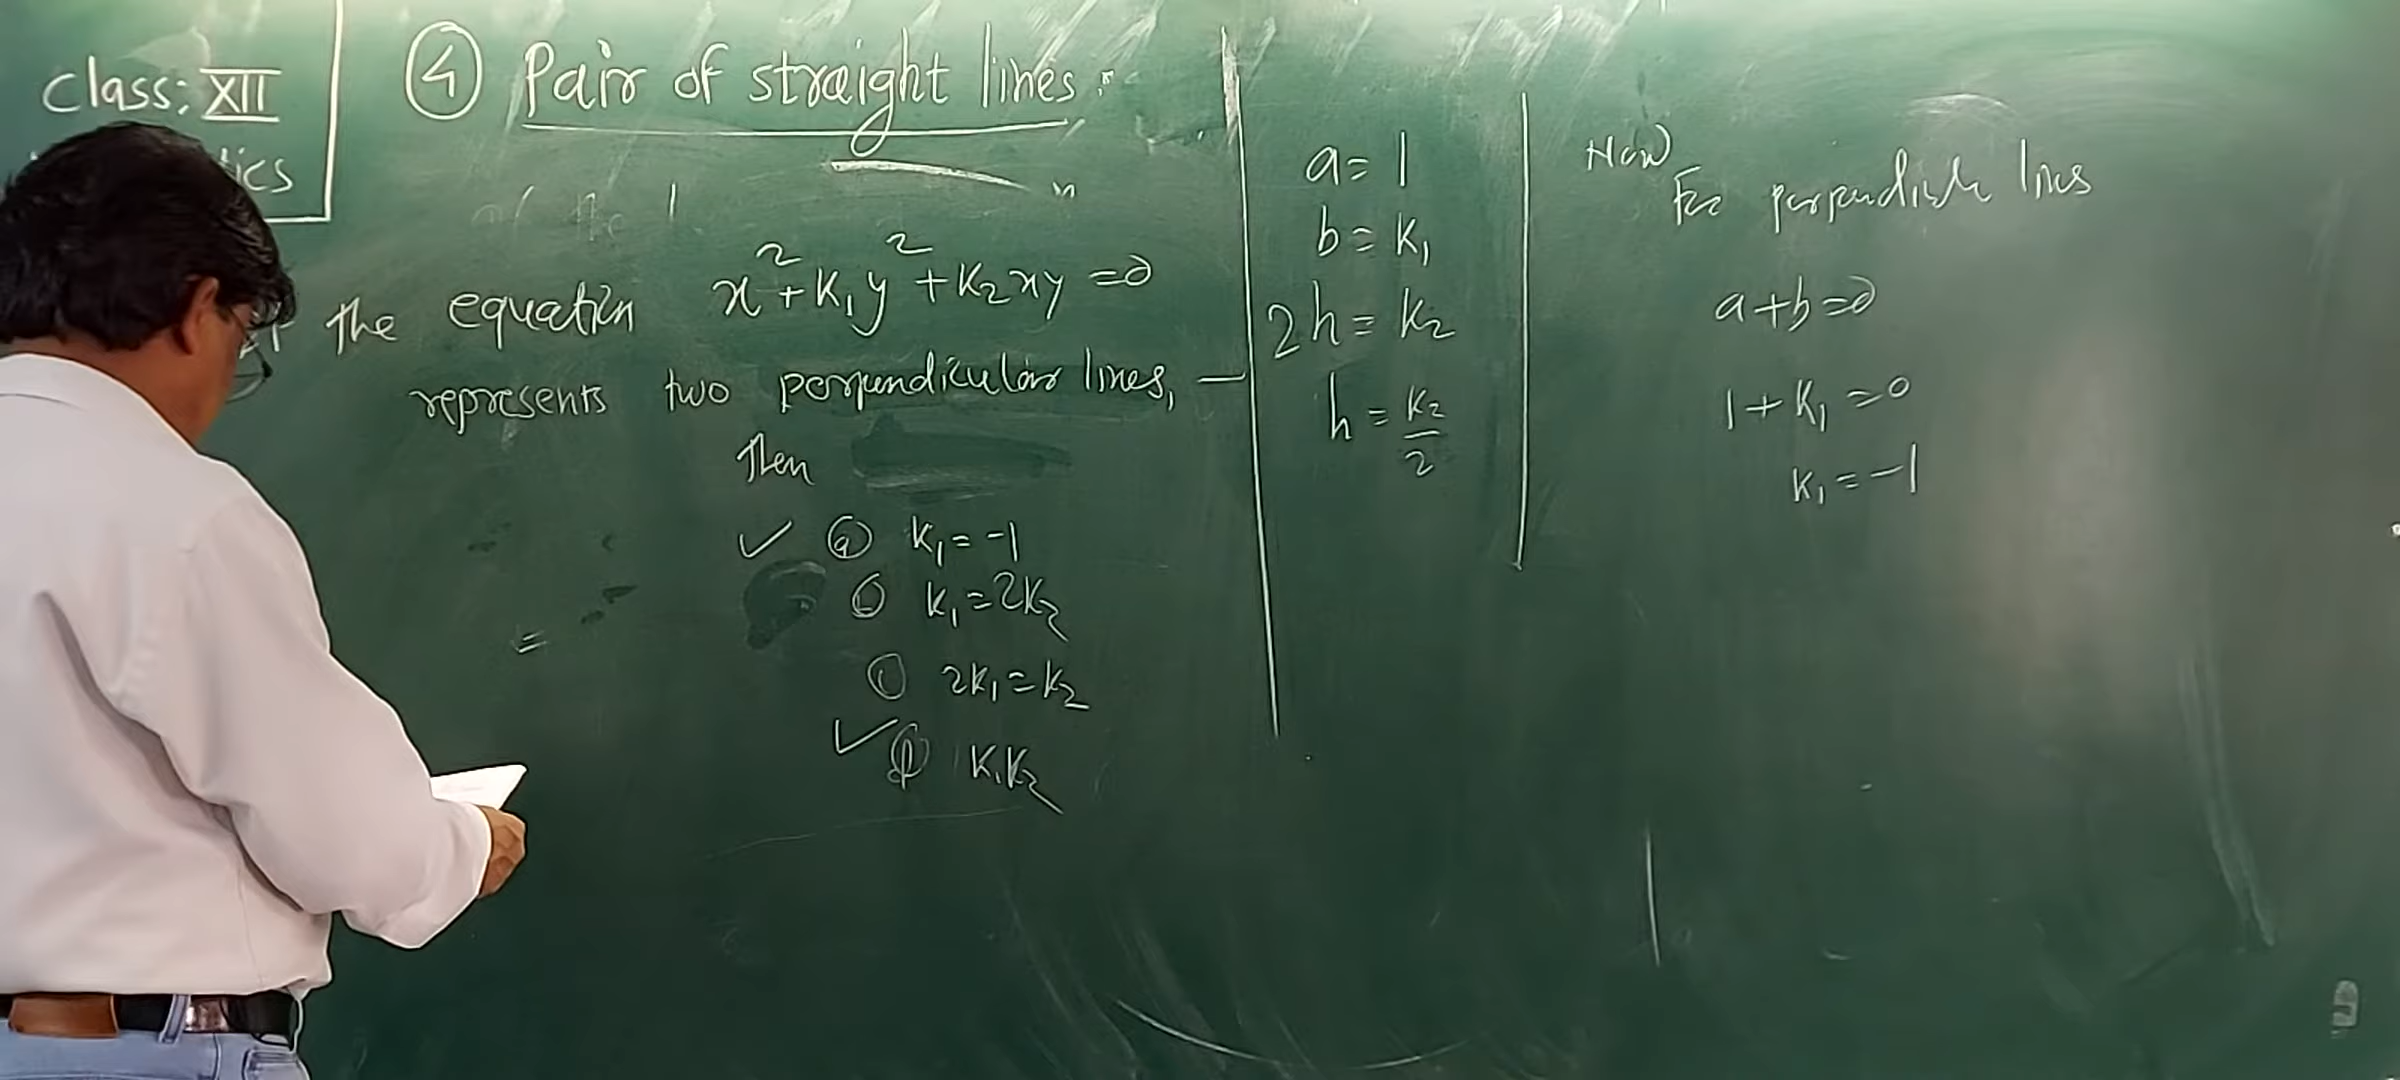 Class: XII
④ Pair of straight lines:
the equation x² + K₁y² + K₂xy = 0
represents two perpendicular lines, —
Then
✓ ⓐ K₁ = -1
ⓑ K₁ = 2K₂
2K₁ = K₂
✓ ⓓ K₁K₂
a = 1
b = K₁
2h = K₂
h = K₂/2
Now
For perpendicular lines
a + b = 0
1 + K₁ = 0
K₁ = -1